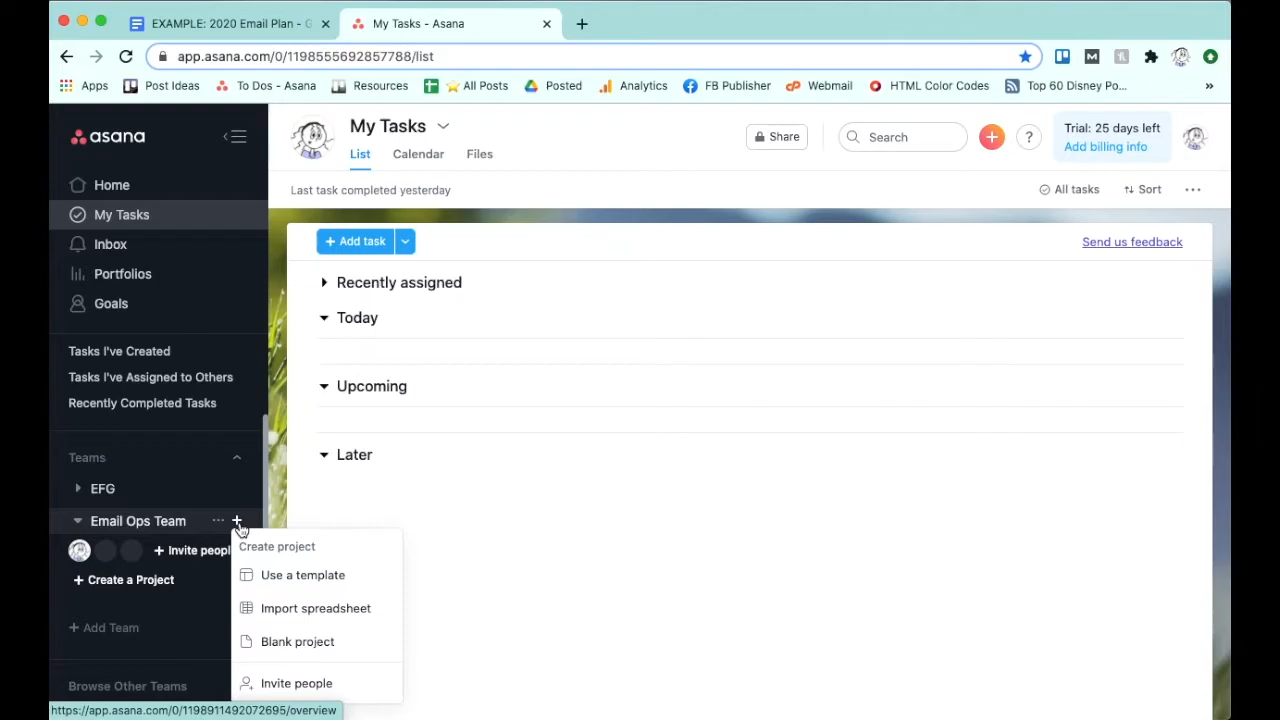 EXAMPLE: 2020 Email Plan - G
My Tasks - Asana
app.asana.com/0/1198555692857788/list
Apps
Post Ideas
To Dos - Asana
Resources
All Posts
Posted
Analytics
FB Publisher
Webmail
HTML Color Codes
Top 60 Disney Po...
asana
My Tasks
List
Calendar
Files
Share
Search
?
Trial: 25 days left
Add billing info
Last task completed yesterday
All tasks
Sort
Home
My Tasks
Inbox
Portfolios
Goals
Tasks I've Created
Tasks I've Assigned to Others
Recently Completed Tasks
Teams
EFG
Email Ops Team
+ Invite peopl
+ Create a Project
+ Add Team
Browse Other Teams
+ Add task
Send us feedback
Recently assigned
Today
Upcoming
Later
Create project
Use a template
Import spreadsheet
Blank project
Invite people
https://app.asana.com/0/1198911492072695/overview